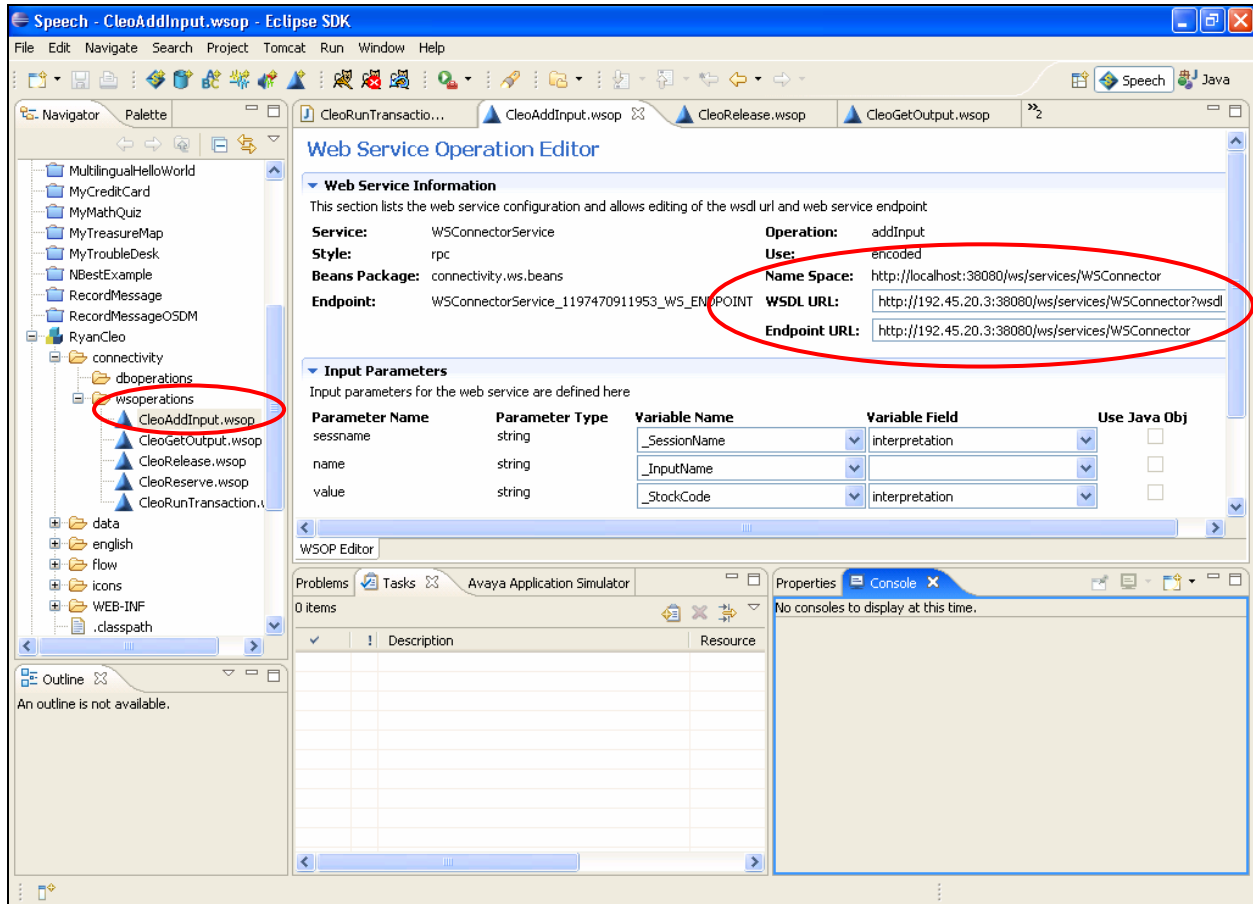 Speech - CleoAddInput.wsop - Eclipse SDK
File Edit Navigate Search Project Tomcat Run Window Help
Speech Java
Navigator Palette
MultilingualHelloWorld
MyCreditCard
MyMathQuiz
MyTreasureMap
MyTroubleDesk
NBestExample
RecordMessage
RecordMessageOSDM
RyanCleo
connectivity
dboperations
wsoperations
CleoAddInput.wsop
CleoGetOutput.wsop
CleoRelease.wsop
CleoReserve.wsop
CleoRunTransaction.
data
english
flow
icons
WEB-INF
.classpath
Outline
An outline is not available.
CleoRunTransactio... CleoAddInput.wsop CleoRelease.wsop CleoGetOutput.wsop »2
Web Service Operation Editor
Web Service Information
This section lists the web service configuration and allows editing of the wsdl url and web service endpoint
Service: WSConnectorService Operation: addInput
Style: rpc Use: encoded
Beans Package: connectivity.ws.beans Name Space: http://localhost:38080/ws/services/WSConnector
Endpoint: WSConnectorService_1197470911953_WS_ENDPOINT WSDL URL: http://192.45.20.3:38080/ws/services/WSConnector?wsdl
Endpoint URL: http://192.45.20.3:38080/ws/services/WSConnector
Input Parameters
Input parameters for the web service are defined here
Parameter Name Parameter Type Variable Name Variable Field Use Java Obj
sessname string _SessionName interpretation
name string _InputName
value string _StockCode interpretation
WSOP Editor
Problems Tasks Avaya Application Simulator
0 items
! Description Resource
Properties Console
No consoles to display at this time.